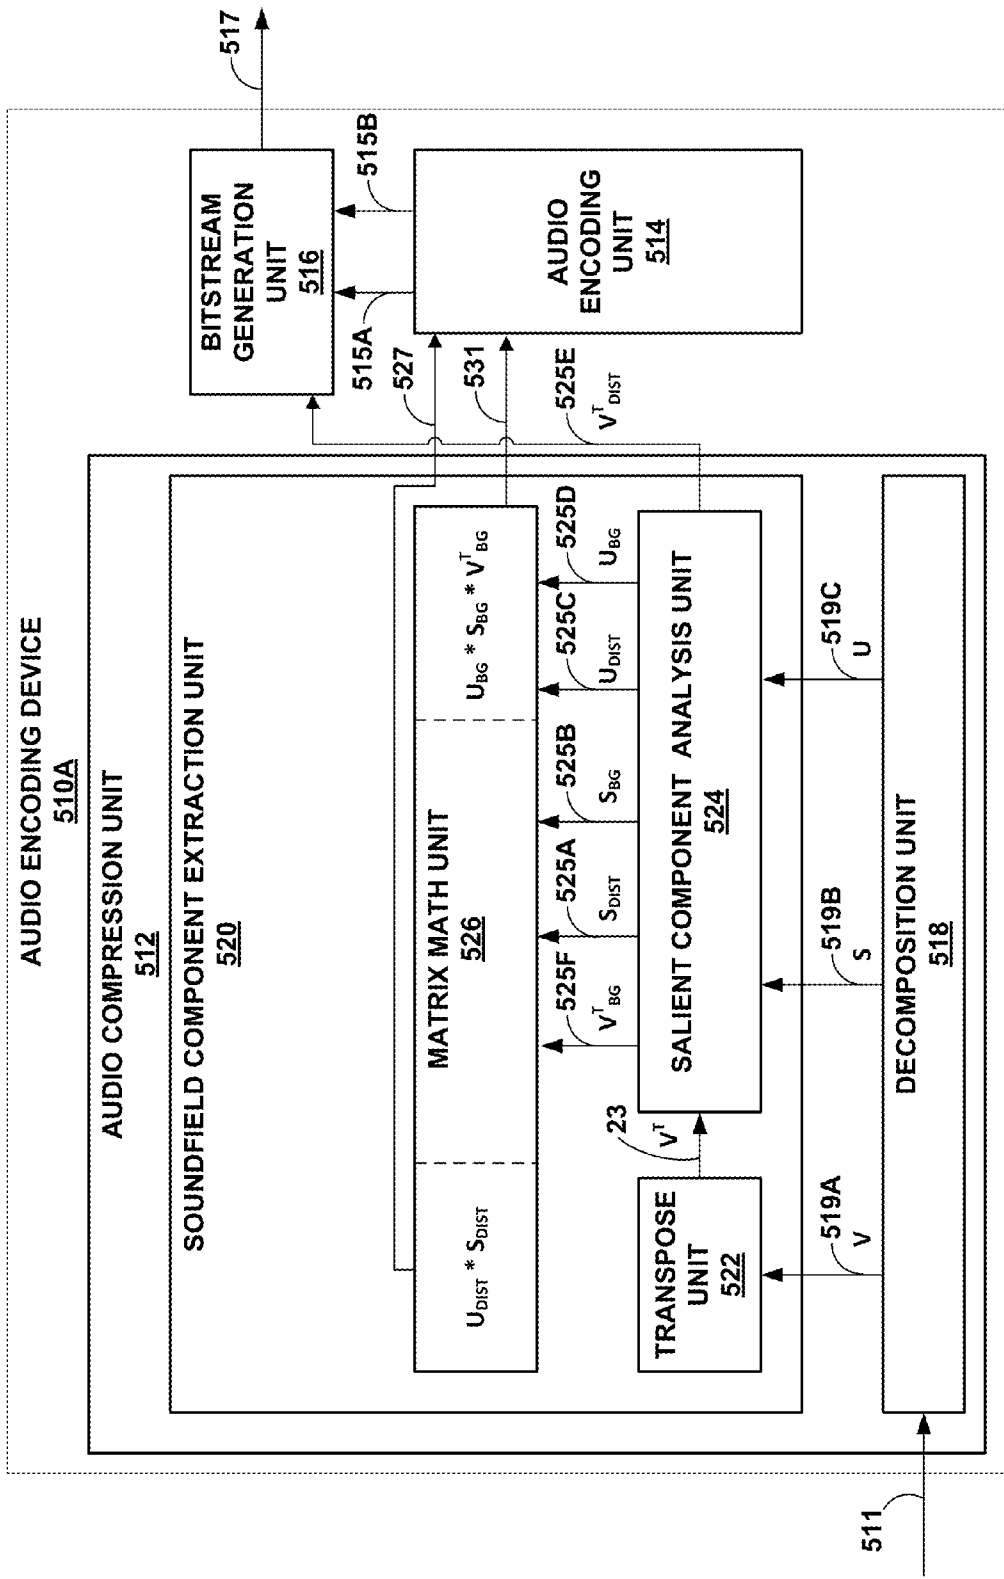 AUDIO ENCODING DEVICE
510A
AUDIO COMPRESSION UNIT
512
SOUNDFIELD COMPONENT EXTRACTION UNIT
520
U_DIST * S_DIST
MATRIX MATH UNIT
526
U_BG * S_BG * V^T_BG
525F
V^T_BG
525A
S_DIST
525B
S_BG
525C
U_DIST
525D
U_BG
TRANSPOSE
UNIT
522
23
V^T
SALIENT COMPONENT ANALYSIS UNIT
524
519A
V
519B
S
519C
U
DECOMPOSITION UNIT
518
511
BITSTREAM
GENERATION
UNIT
516
517
515A
515B
527
531
AUDIO
ENCODING
UNIT
514
525E
V^T_DIST